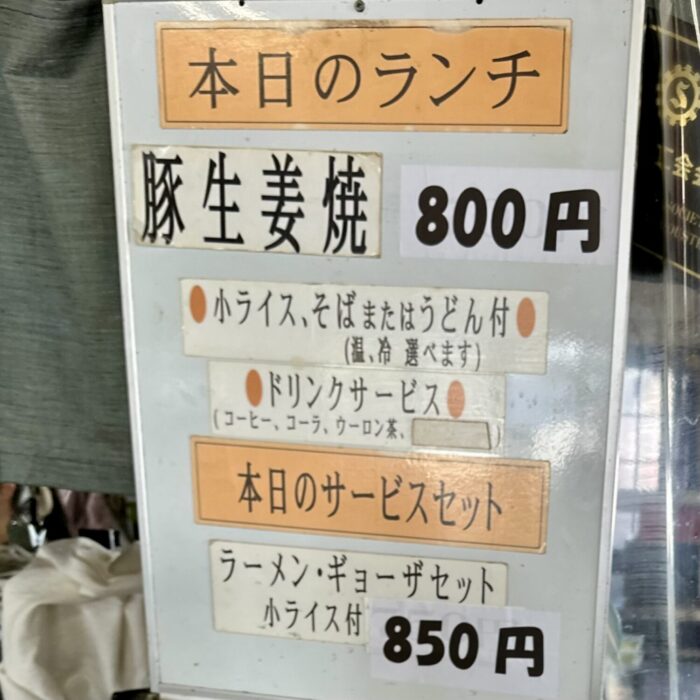 本日のランチ
豚生姜焼 800円
小ライス、そばまたはうどん付
(温、冷 選べます)
ドリンクサービス
(コーヒー、コーラ、ウーロン茶、 )
本日のサービスセット
ラーメン・ギョーザセット
小ライス付 850円